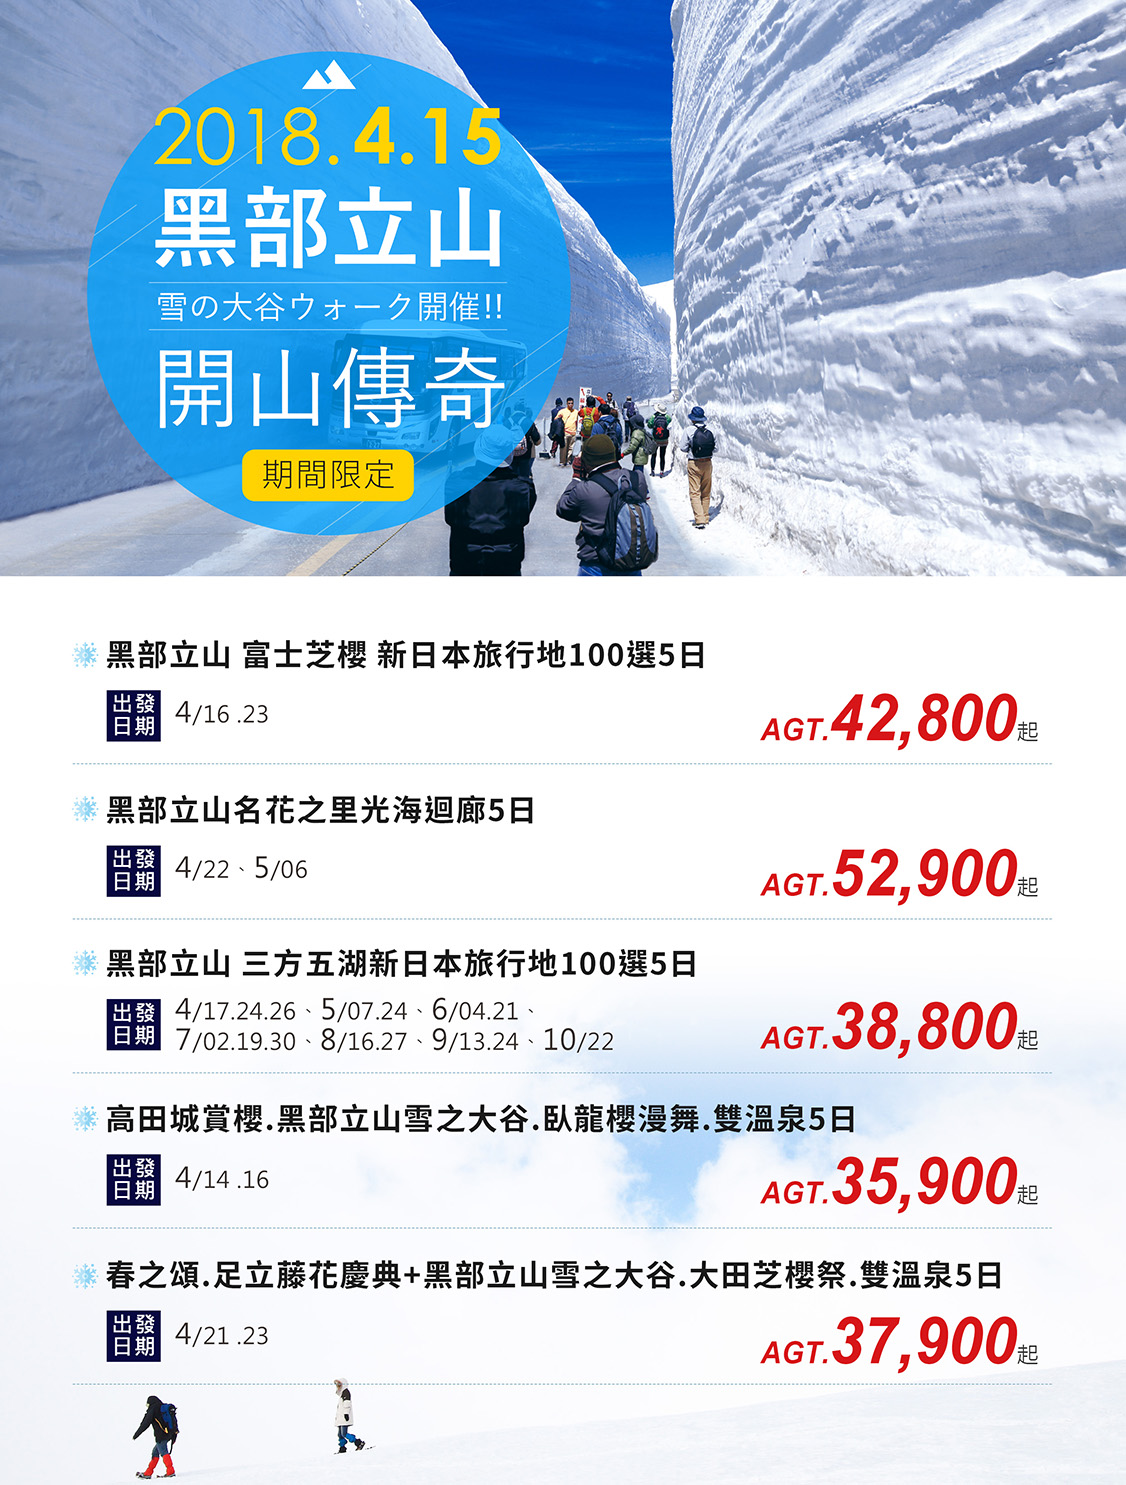 2018.4.15
黑部立山
雪の大谷ウォーク開催!!
開山傳奇
期間限定
黑部立山 富士芝櫻 新日本旅行地100選5日
出發日期 4/16 .23
AGT.42,800起
黑部立山名花之里光海迴廊5日
出發日期 4/22、5/06
AGT.52,900起
黑部立山 三方五湖新日本旅行地100選5日
出發日期 4/17.24.26、5/07.24、6/04.21、
7/02.19.30、8/16.27、9/13.24、10/22
AGT.38,800起
高田城賞櫻.黑部立山雪之大谷.臥龍櫻漫舞.雙溫泉5日
出發日期 4/14 .16
AGT.35,900起
春之頌.足立藤花慶典+黑部立山雪之大谷.大田芝櫻祭.雙溫泉5日
出發日期 4/21 .23
AGT.37,900起